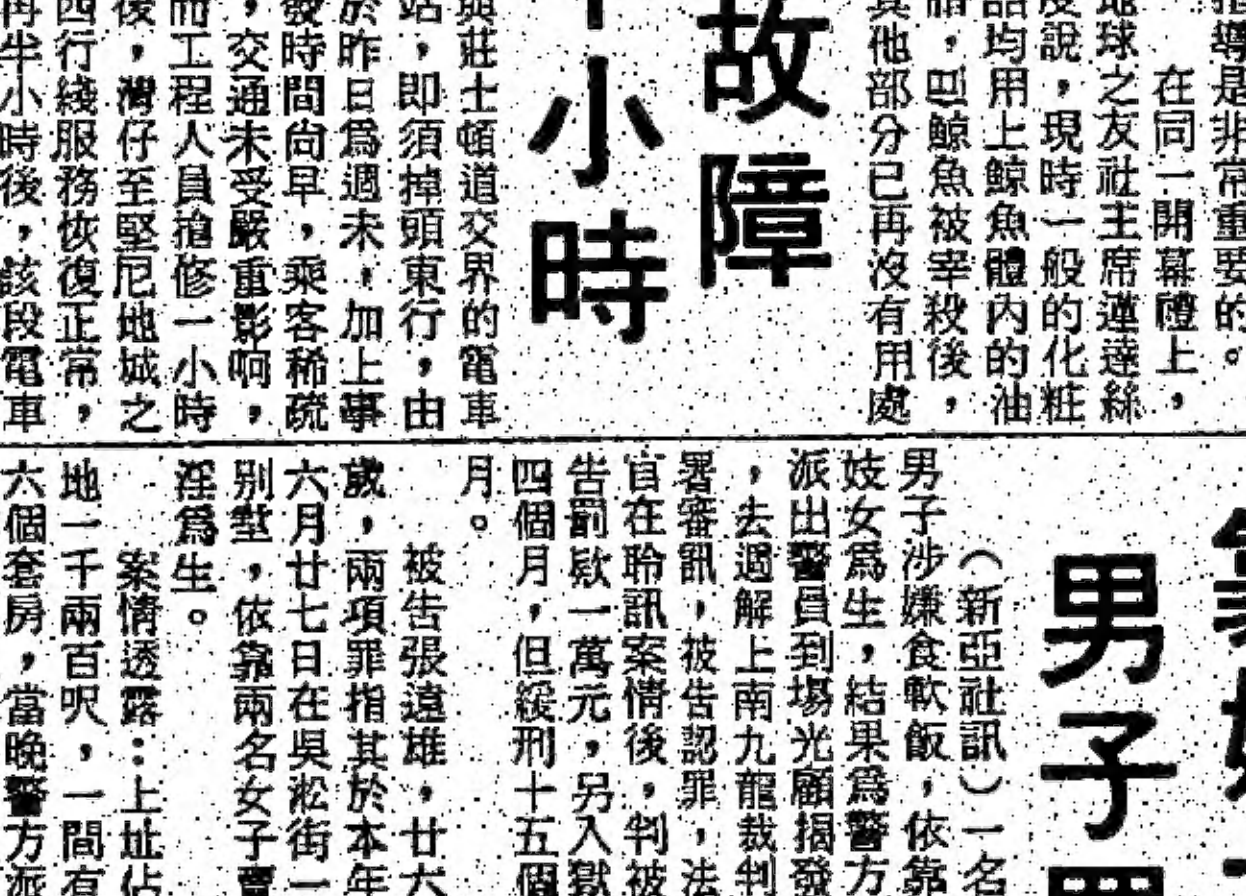 指導是非常重要的。
在同一開幕禮上，
地球之友社主席蓮達絲
度說，現時一般的化粧
品均用上鯨魚體內的油
脂，但鯨魚被宰殺後，
其他部分已再沒有用處
故障
小時
與莊士頓道交界的電車
站，即須掉頭東行，由
於昨日爲週末，加上事
發時間尚早，乘客稀疏
，交通未受嚴重影响，
而工程人員搶修一小時
後，灣仔至堅尼地城之
西行綫服務恢復正常，
再半小時後，該段電車
男子
（新亞社訊）一名
男子涉嫌食軟飯，依靠
妓女爲生，結果爲警方
派出警員到場光顧揭發
，去週解上南九龍裁判
署審訊，被告認罪，法
官在聆訊案情後，判被
告罰欵一萬元，另入獄
四個月，但緩刑十五個
月。
被告張遠雄，廿六
歲，兩項罪指其於本年
六月廿七日在吳淞街一
别墅，依靠兩名女子賣
淫爲生。
案情透露：上址佔
地一千兩百呎，一間有
六個套房，當晚警方派